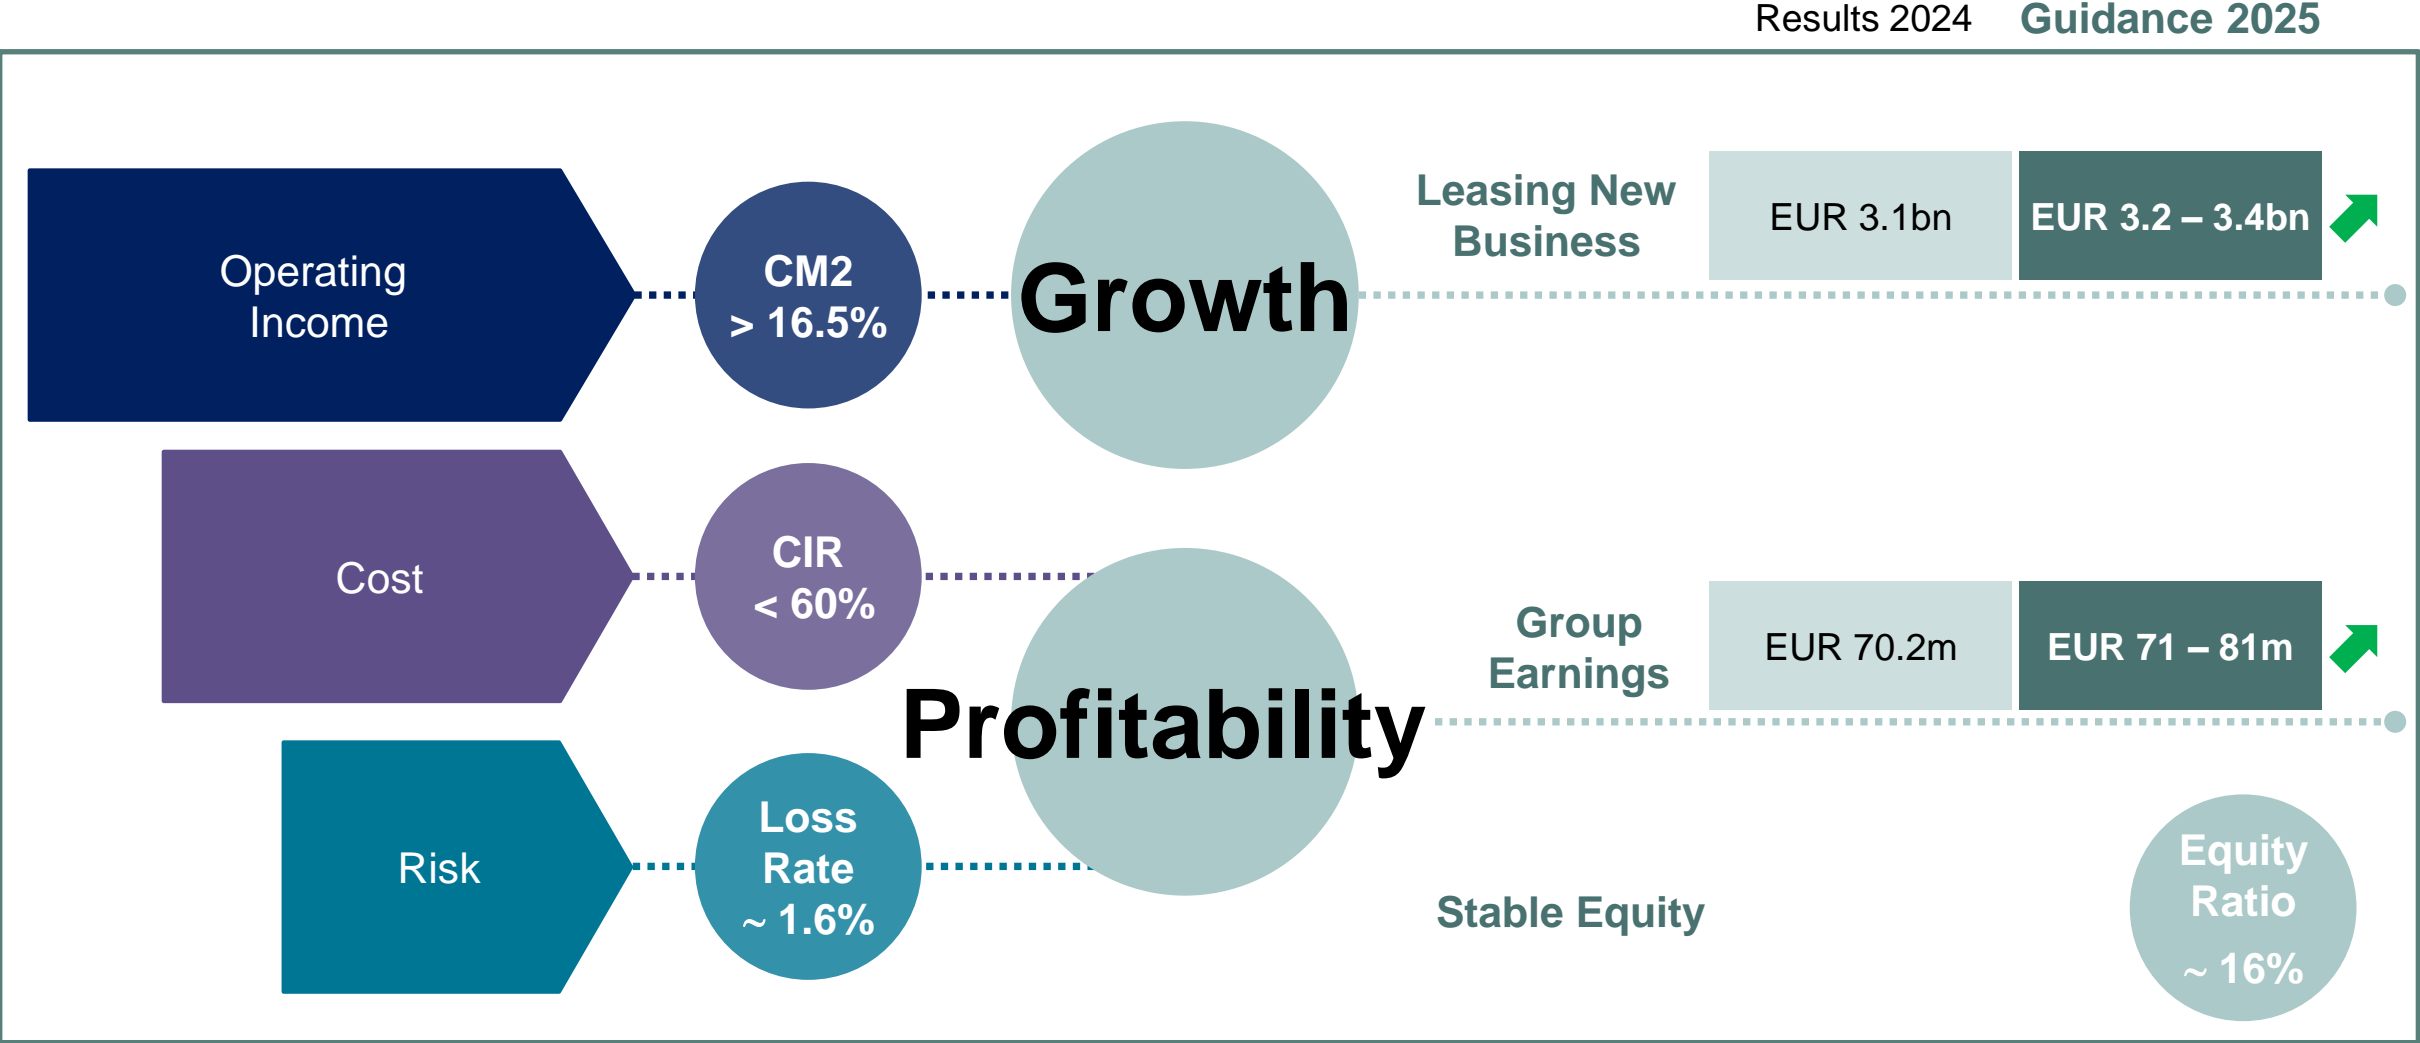 Results 2024
Guidance 2025
Operating
Income
CM2
> 16.5%
Growth
Leasing New
Business
EUR 3.1bn
EUR 3.2 – 3.4bn
Cost
CIR
< 60%
Profitability
Group
Earnings
EUR 70.2m
EUR 71 – 81m
Risk
Loss
Rate
~ 1.6%
Stable Equity
Equity
Ratio
~ 16%